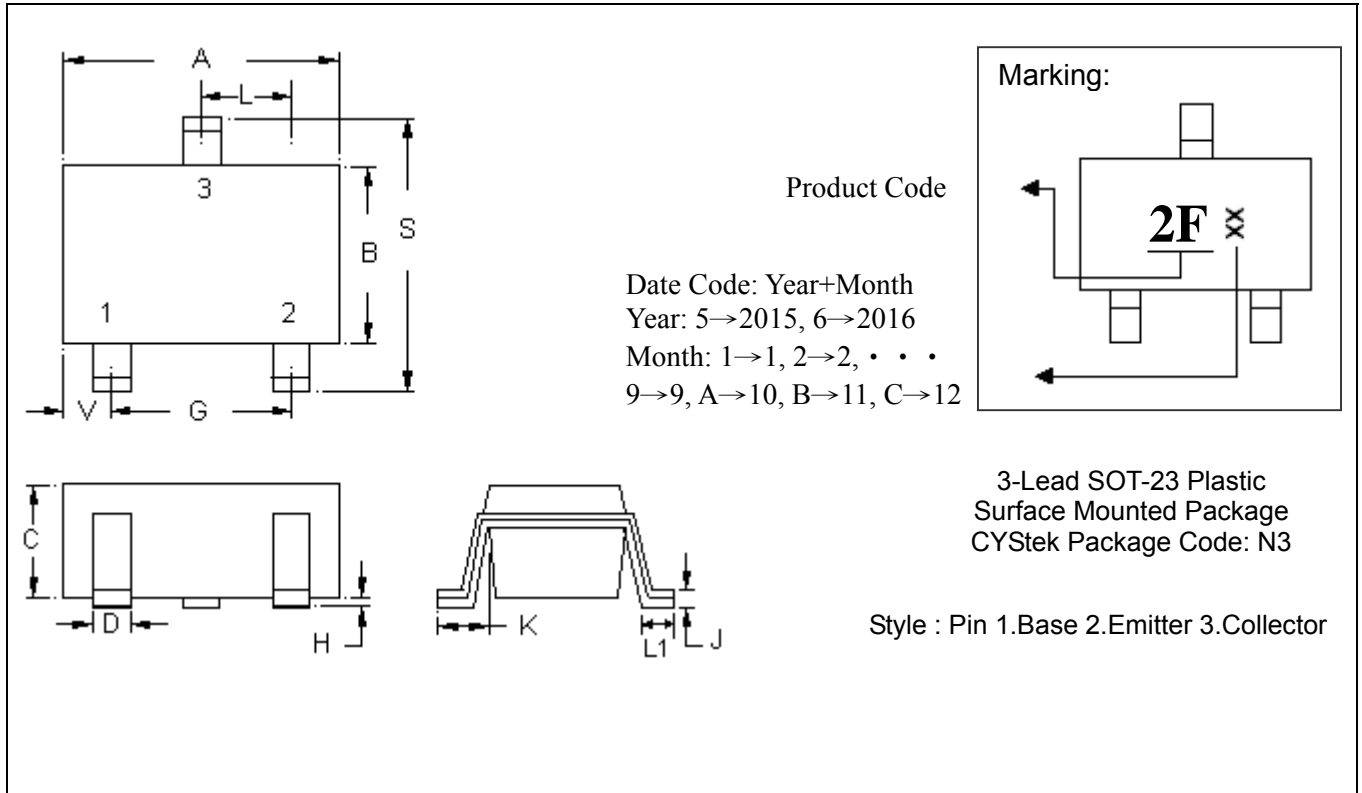 A
L
3
S
B
1
2
V
G
C
D
H
K
L1
J
Marking:
Product Code
2F
XX
Date Code: Year+Month
Year: 5→2015, 6→2016
Month: 1→1, 2→2, ・ ・ ・
9→9, A→10, B→11, C→12
3-Lead SOT-23 Plastic
Surface Mounted Package
CYStek Package Code: N3
Style : Pin 1.Base 2.Emitter 3.Collector